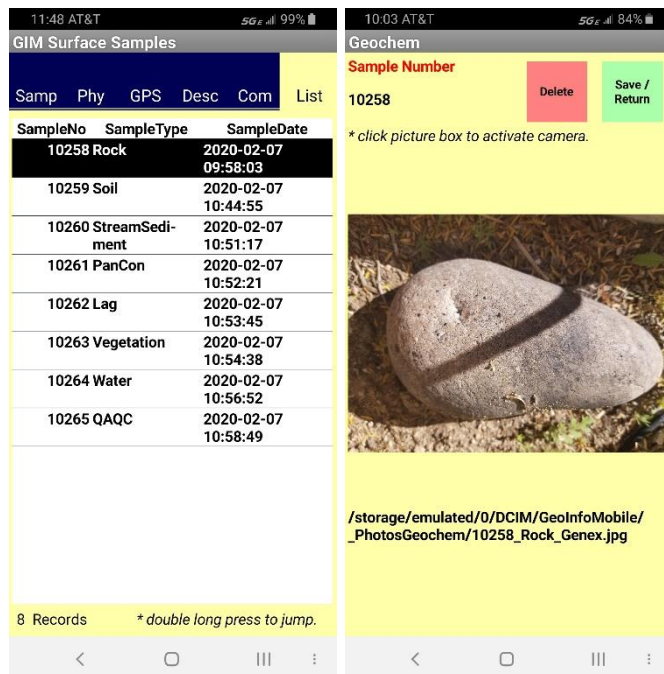 11:48 AT&T 5G E 99%
GIM Surface Samples
Samp Phy GPS Desc Com List
SampleNo SampleType SampleDate
10258 Rock 2020-02-07
09:58:03
10259 Soil 2020-02-07
10:44:55
10260 StreamSedi- 2020-02-07
ment 10:51:17
10261 PanCon 2020-02-07
10:52:21
10262 Lag 2020-02-07
10:53:45
10263 Vegetation 2020-02-07
10:54:38
10264 Water 2020-02-07
10:56:52
10265 QAQC 2020-02-07
10:58:49
8 Records * double long press to jump.
10:03 AT&T 5G E 84%
Geochem
Sample Number
10258
Delete
Save /
Return
* click picture box to activate camera.
/storage/emulated/0/DCIM/GeoInfoMobile/
_PhotosGeochem/10258_Rock_Genex.jpg